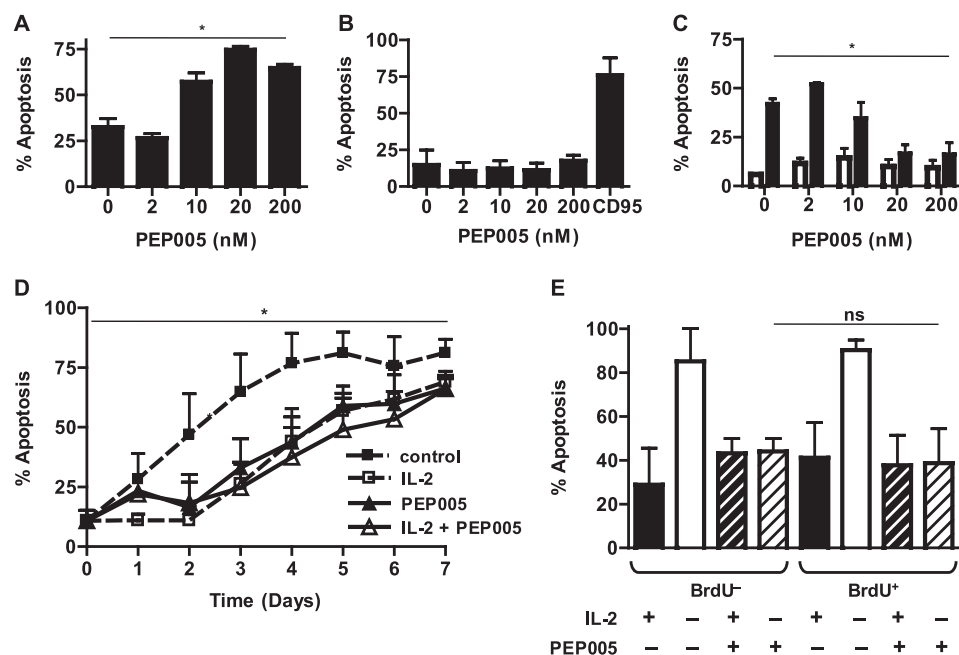 A
B
C
*
*
75
50
25
0
% Apoptosis
0 2 10 20 200
PEP005 (nM)
100
75
50
25
0
% Apoptosis
0 2 10 20 200 CD95
PEP005 (nM)
75
50
25
0
% Apoptosis
0 2 10 20 200
PEP005 (nM)
D
*
100
75
50
25
0
% Apoptosis
control
IL-2
PEP005
IL-2 + PEP005
0 1 2 3 4 5 6 7
Time (Days)
E
ns
100
80
60
40
20
0
% Apoptosis
BrdU– BrdU+
IL-2 + – + – + – + –
PEP005 – – + + – – + +